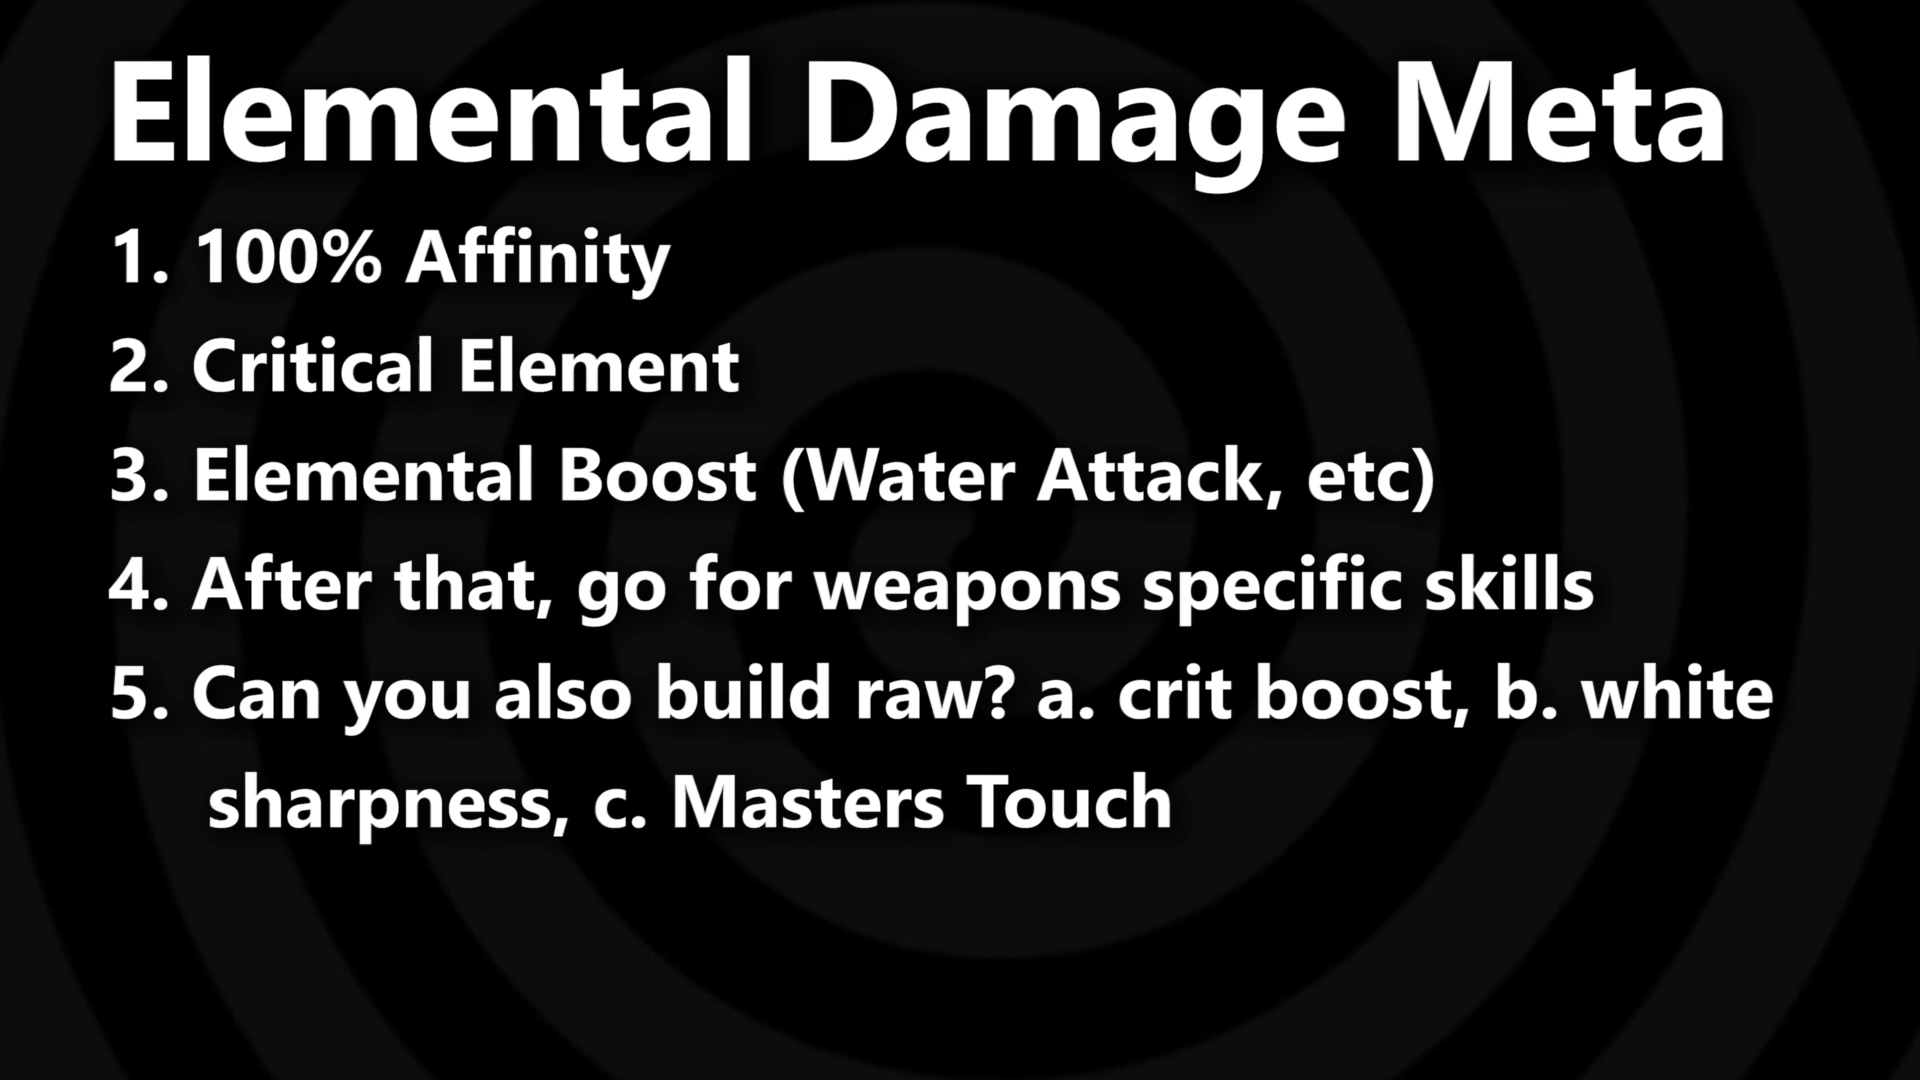 Elemental Damage Meta
1. 100% Affinity
2. Critical Element
3. Elemental Boost (Water Attack, etc)
4. After that, go for weapons specific skills
5. Can you also build raw? a. crit boost, b. white
sharpness, c. Masters Touch